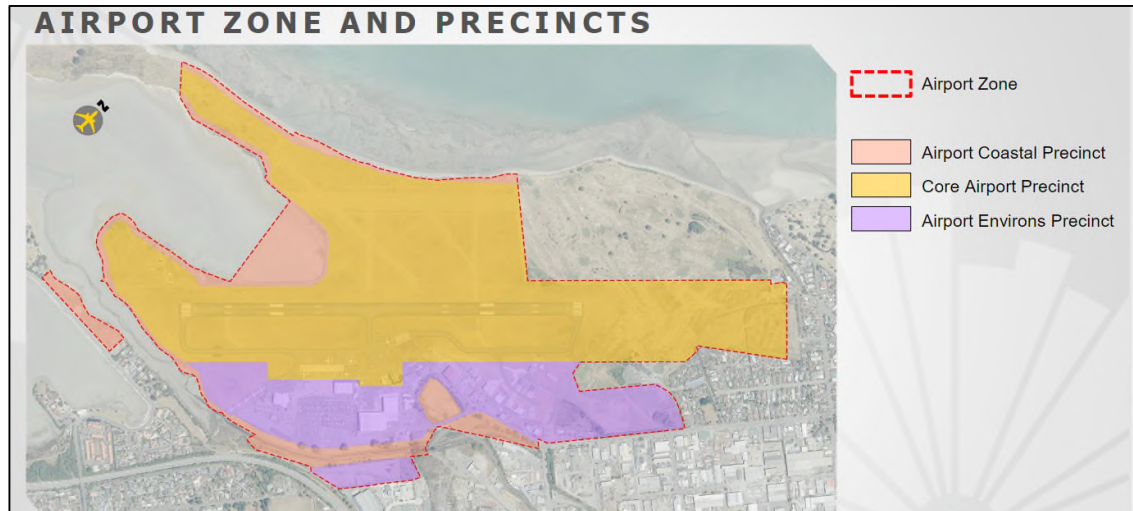 AIRPORT ZONE AND PRECINCTS
Z
Airport Zone
Airport Coastal Precinct
Core Airport Precinct
Airport Environs Precinct